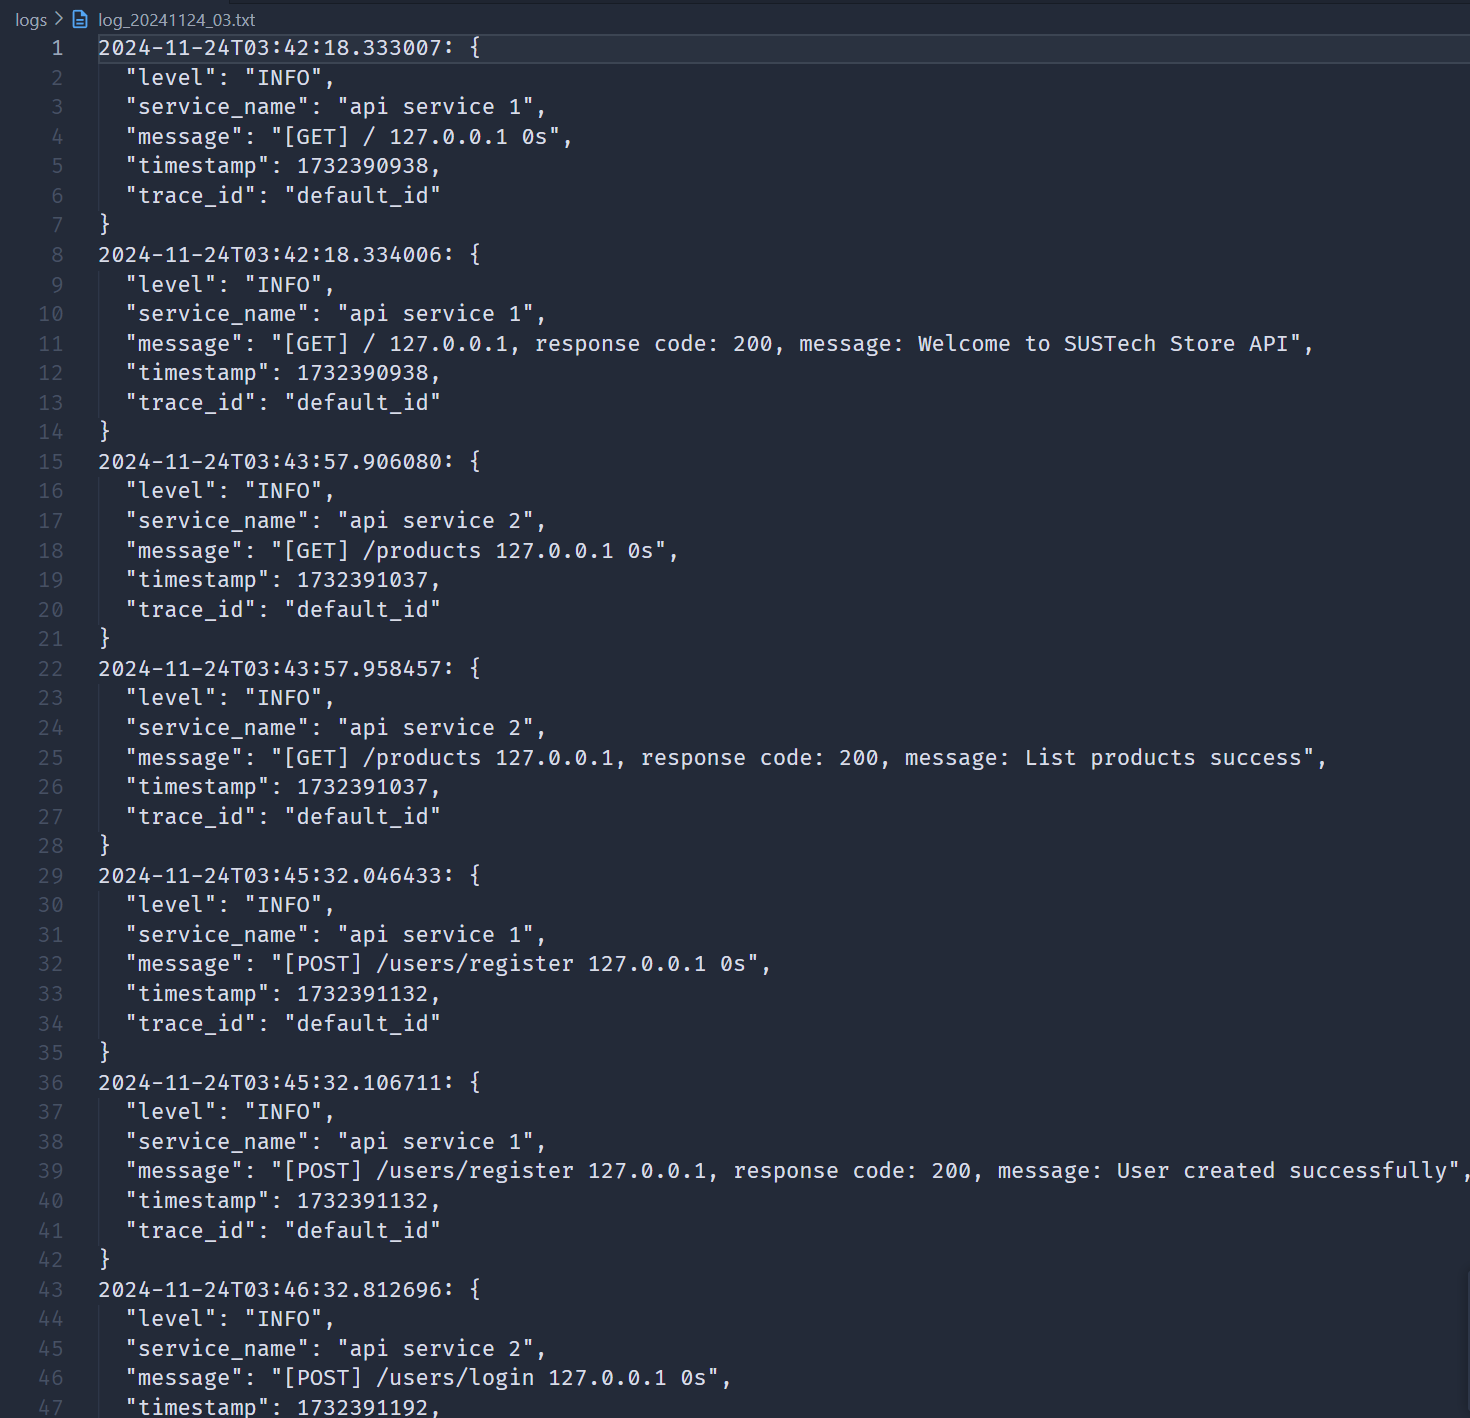 logs > log_20241124_03.txt
1 2024-11-24T03:42:18.333007: {
2 "level": "INFO",
3 "service_name": "api service 1",
4 "message": "[GET] / 127.0.0.1 0s",
5 "timestamp": 1732390938,
6 "trace_id": "default_id"
7 }
8 2024-11-24T03:42:18.334006: {
9 "level": "INFO",
10 "service_name": "api service 1",
11 "message": "[GET] / 127.0.0.1, response code: 200, message: Welcome to SUSTech Store API",
12 "timestamp": 1732390938,
13 "trace_id": "default_id"
14 }
15 2024-11-24T03:43:57.906080: {
16 "level": "INFO",
17 "service_name": "api service 2",
18 "message": "[GET] /products 127.0.0.1 0s",
19 "timestamp": 1732391037,
20 "trace_id": "default_id"
21 }
22 2024-11-24T03:43:57.958457: {
23 "level": "INFO",
24 "service_name": "api service 2",
25 "message": "[GET] /products 127.0.0.1, response code: 200, message: List products success",
26 "timestamp": 1732391037,
27 "trace_id": "default_id"
28 }
29 2024-11-24T03:45:32.046433: {
30 "level": "INFO",
31 "service_name": "api service 1",
32 "message": "[POST] /users/register 127.0.0.1 0s",
33 "timestamp": 1732391132,
34 "trace_id": "default_id"
35 }
36 2024-11-24T03:45:32.106711: {
37 "level": "INFO",
38 "service_name": "api service 1",
39 "message": "[POST] /users/register 127.0.0.1, response code: 200, message: User created successfully",
40 "timestamp": 1732391132,
41 "trace_id": "default_id"
42 }
43 2024-11-24T03:46:32.812696: {
44 "level": "INFO",
45 "service_name": "api service 2",
46 "message": "[POST] /users/login 127.0.0.1 0s",
47 "timestamp": 1732391192,